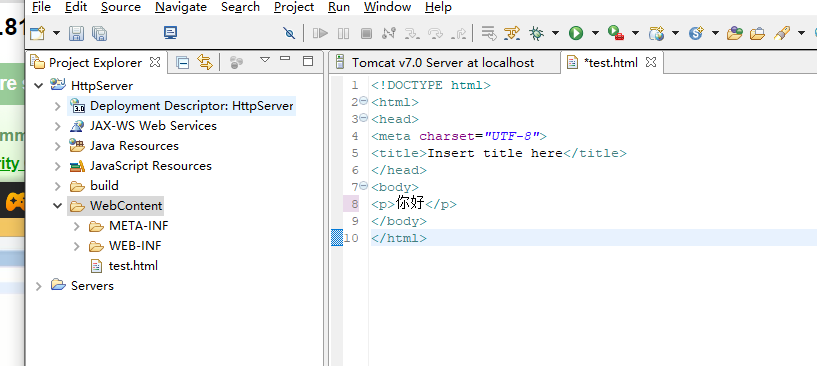 File Edit Source Navigate Search Project Run Window Help
.81
Project Explorer
Tomcat v7.0 Server at localhost
*test.html
HttpServer
3.0 Deployment Descriptor: HttpServer
JAX-WS Web Services
Java Resources
JavaScript Resources
build
WebContent
META-INF
WEB-INF
test.html
Servers
1 <!DOCTYPE html>
2 <html>
3 <head>
4 <meta charset="UTF-8">
5 <title>Insert title here</title>
6 </head>
7 <body>
8 <p>你好</p>
9 </body>
10 </html>